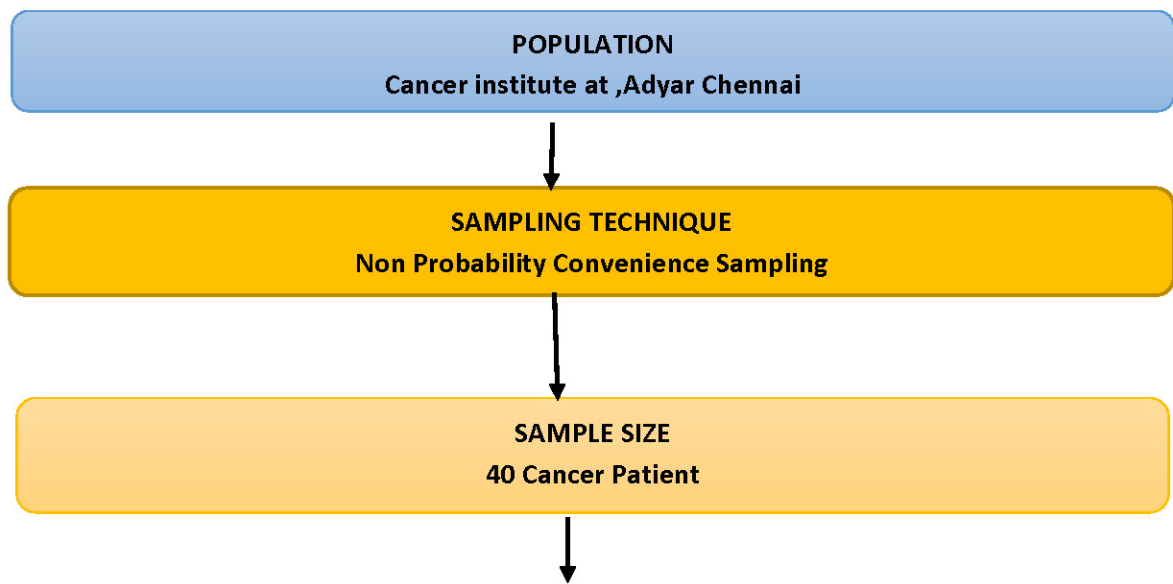 POPULATION
Cancer institute at ,Adyar Chennai
SAMPLING TECHNIQUE
Non Probability Convenience Sampling
SAMPLE SIZE
40 Cancer Patient